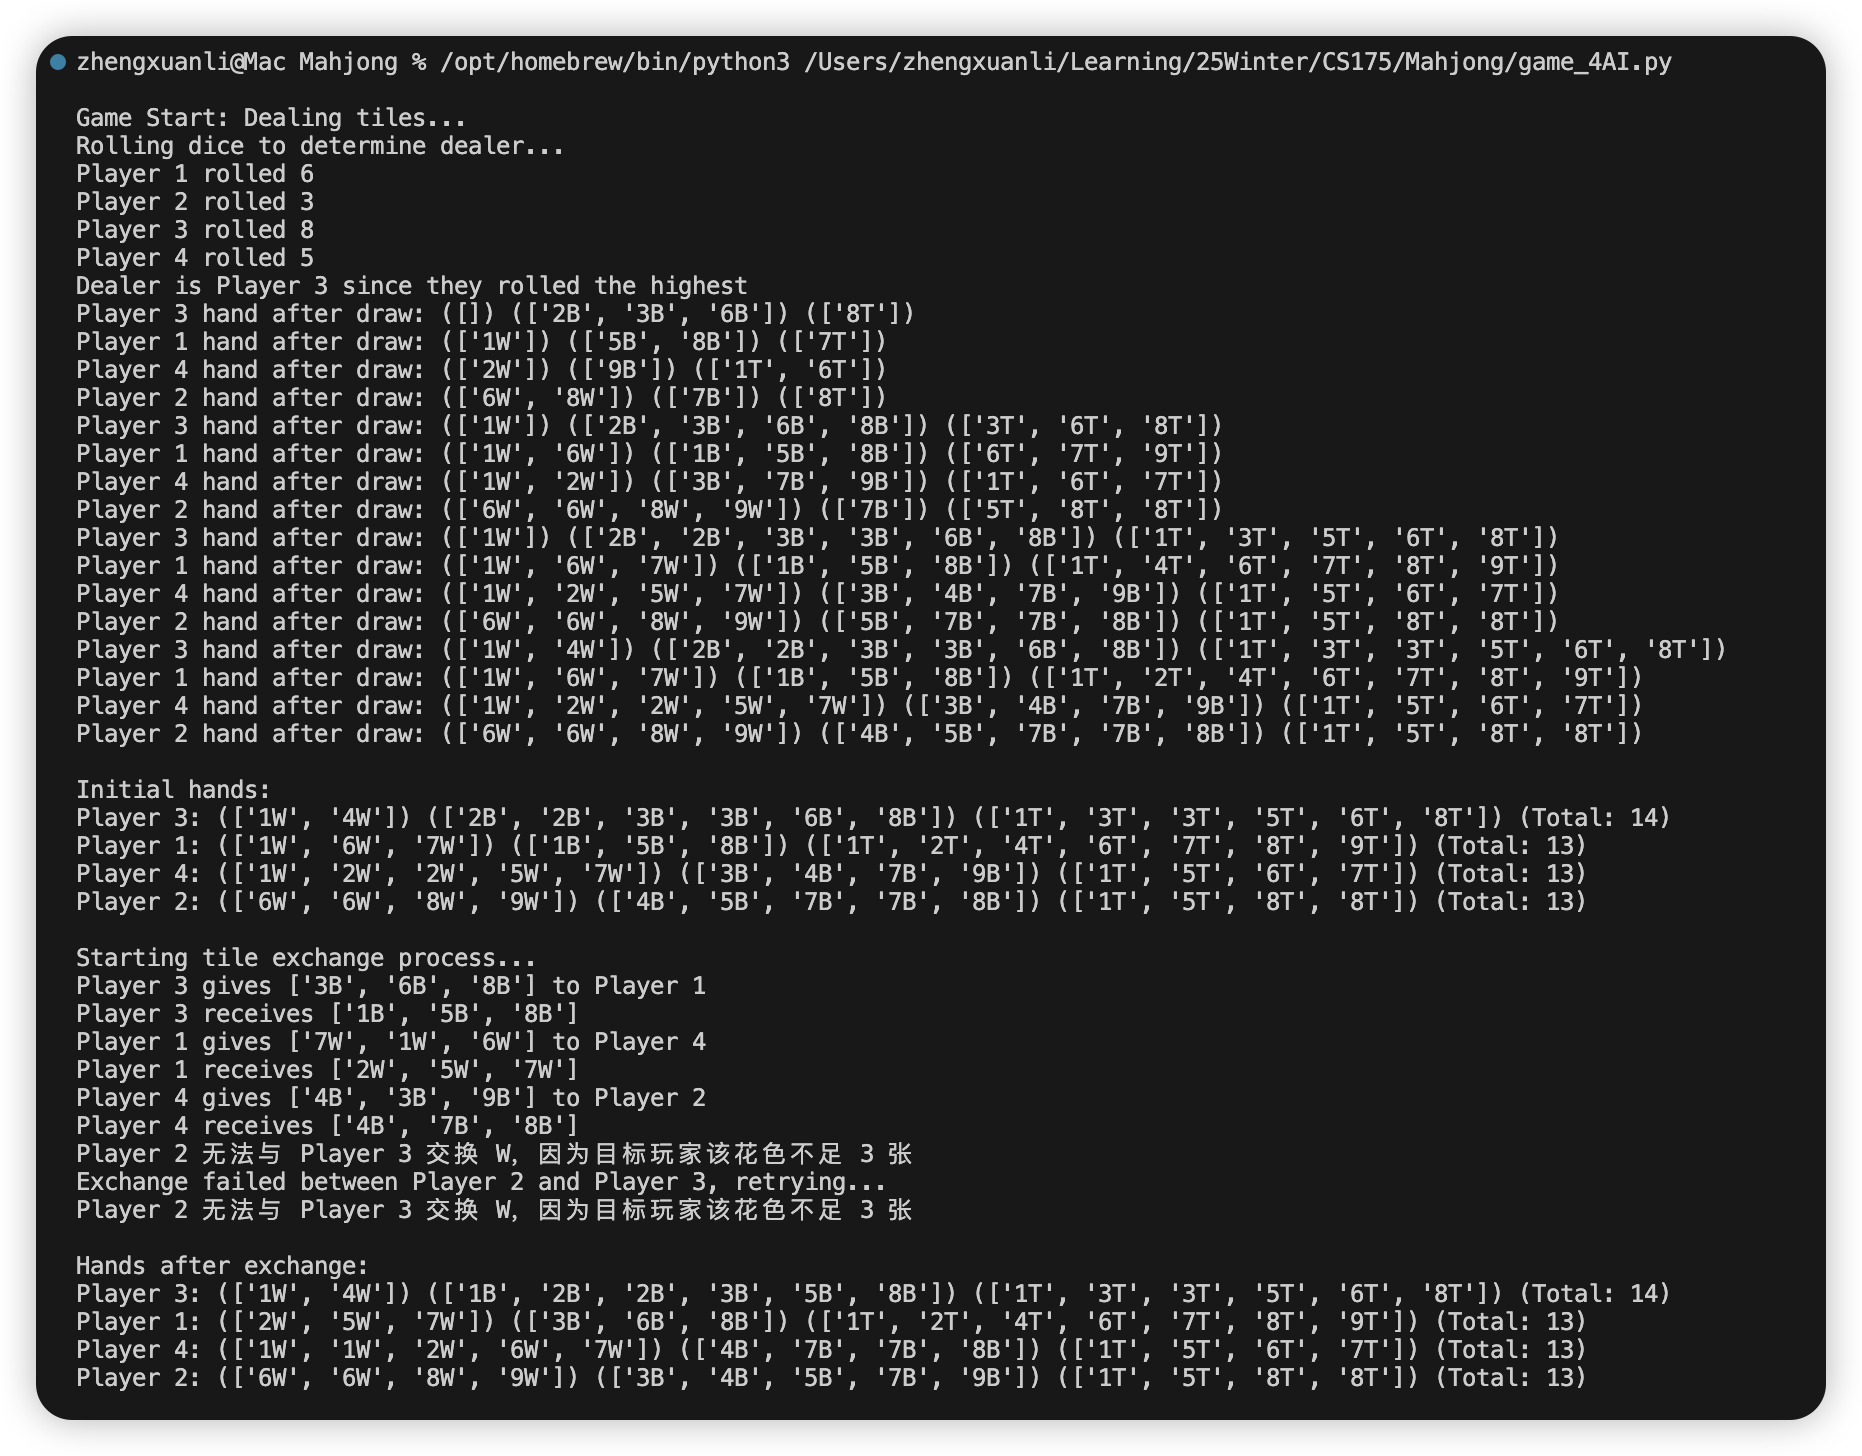 zhengxuanli@Mac Mahjong % /opt/homebrew/bin/python3 /Users/zhengxuanli/Learning/25Winter/CS175/Mahjong/game_4AI.py
Game Start: Dealing tiles...
Rolling dice to determine dealer...
Player 1 rolled 6
Player 2 rolled 3
Player 3 rolled 8
Player 4 rolled 5
Dealer is Player 3 since they rolled the highest
Player 3 hand after draw: ([]) (['2B', '3B', '6B']) (['8T'])
Player 1 hand after draw: (['1W']) (['5B', '8B']) (['7T'])
Player 4 hand after draw: (['2W']) (['9B']) (['1T', '6T'])
Player 2 hand after draw: (['6W', '8W']) (['7B']) (['8T'])
Player 3 hand after draw: (['1W']) (['2B', '3B', '6B', '8B']) (['3T', '6T', '8T'])
Player 1 hand after draw: (['1W', '6W']) (['1B', '5B', '8B']) (['6T', '7T', '9T'])
Player 4 hand after draw: (['1W', '2W']) (['3B', '7B', '9B']) (['1T', '6T', '7T'])
Player 2 hand after draw: (['6W', '6W', '8W', '9W']) (['7B']) (['5T', '8T', '8T'])
Player 3 hand after draw: (['1W']) (['2B', '2B', '3B', '3B', '6B', '8B']) (['1T', '3T', '5T', '6T', '8T'])
Player 1 hand after draw: (['1W', '6W', '7W']) (['1B', '5B', '8B']) (['1T', '4T', '6T', '7T', '8T', '9T'])
Player 4 hand after draw: (['1W', '2W', '5W', '7W']) (['3B', '4B', '7B', '9B']) (['1T', '5T', '6T', '7T'])
Player 2 hand after draw: (['6W', '6W', '8W', '9W']) (['5B', '7B', '7B', '8B']) (['1T', '5T', '8T', '8T'])
Player 3 hand after draw: (['1W', '4W']) (['2B', '2B', '3B', '3B', '6B', '8B']) (['1T', '3T', '3T', '5T', '6T', '8T'])
Player 1 hand after draw: (['1W', '6W', '7W']) (['1B', '5B', '8B']) (['1T', '2T', '4T', '6T', '7T', '8T', '9T'])
Player 4 hand after draw: (['1W', '2W', '2W', '5W', '7W']) (['3B', '4B', '7B', '9B']) (['1T', '5T', '6T', '7T'])
Player 2 hand after draw: (['6W', '6W', '8W', '9W']) (['4B', '5B', '7B', '7B', '8B']) (['1T', '5T', '8T', '8T'])
Initial hands:
Player 3: (['1W', '4W']) (['2B', '2B', '3B', '3B', '6B', '8B']) (['1T', '3T', '3T', '5T', '6T', '8T']) (Total: 14)
Player 1: (['1W', '6W', '7W']) (['1B', '5B', '8B']) (['1T', '2T', '4T', '6T', '7T', '8T', '9T']) (Total: 13)
Player 4: (['1W', '2W', '2W', '5W', '7W']) (['3B', '4B', '7B', '9B']) (['1T', '5T', '6T', '7T']) (Total: 13)
Player 2: (['6W', '6W', '8W', '9W']) (['4B', '5B', '7B', '7B', '8B']) (['1T', '5T', '8T', '8T']) (Total: 13)
Starting tile exchange process...
Player 3 gives ['3B', '6B', '8B'] to Player 1
Player 3 receives ['1B', '5B', '8B']
Player 1 gives ['7W', '1W', '6W'] to Player 4
Player 1 receives ['2W', '5W', '7W']
Player 4 gives ['4B', '3B', '9B'] to Player 2
Player 4 receives ['4B', '7B', '8B']
Player 2 无法与 Player 3 交换 W，因为目标玩家该花色不足 3 张
Exchange failed between Player 2 and Player 3, retrying...
Player 2 无法与 Player 3 交换 W，因为目标玩家该花色不足 3 张
Hands after exchange:
Player 3: (['1W', '4W']) (['1B', '2B', '2B', '3B', '5B', '8B']) (['1T', '3T', '3T', '5T', '6T', '8T']) (Total: 14)
Player 1: (['2W', '5W', '7W']) (['3B', '6B', '8B']) (['1T', '2T', '4T', '6T', '7T', '8T', '9T']) (Total: 13)
Player 4: (['1W', '1W', '2W', '6W', '7W']) (['4B', '7B', '7B', '8B']) (['1T', '5T', '6T', '7T']) (Total: 13)
Player 2: (['6W', '6W', '8W', '9W']) (['3B', '4B', '5B', '7B', '9B']) (['1T', '5T', '8T', '8T']) (Total: 13)